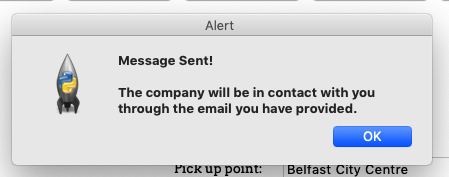 Alert
Message Sent!
The company will be in contact with you
through the email you have provided.
OK
Pick up point:
Belfast City Centre